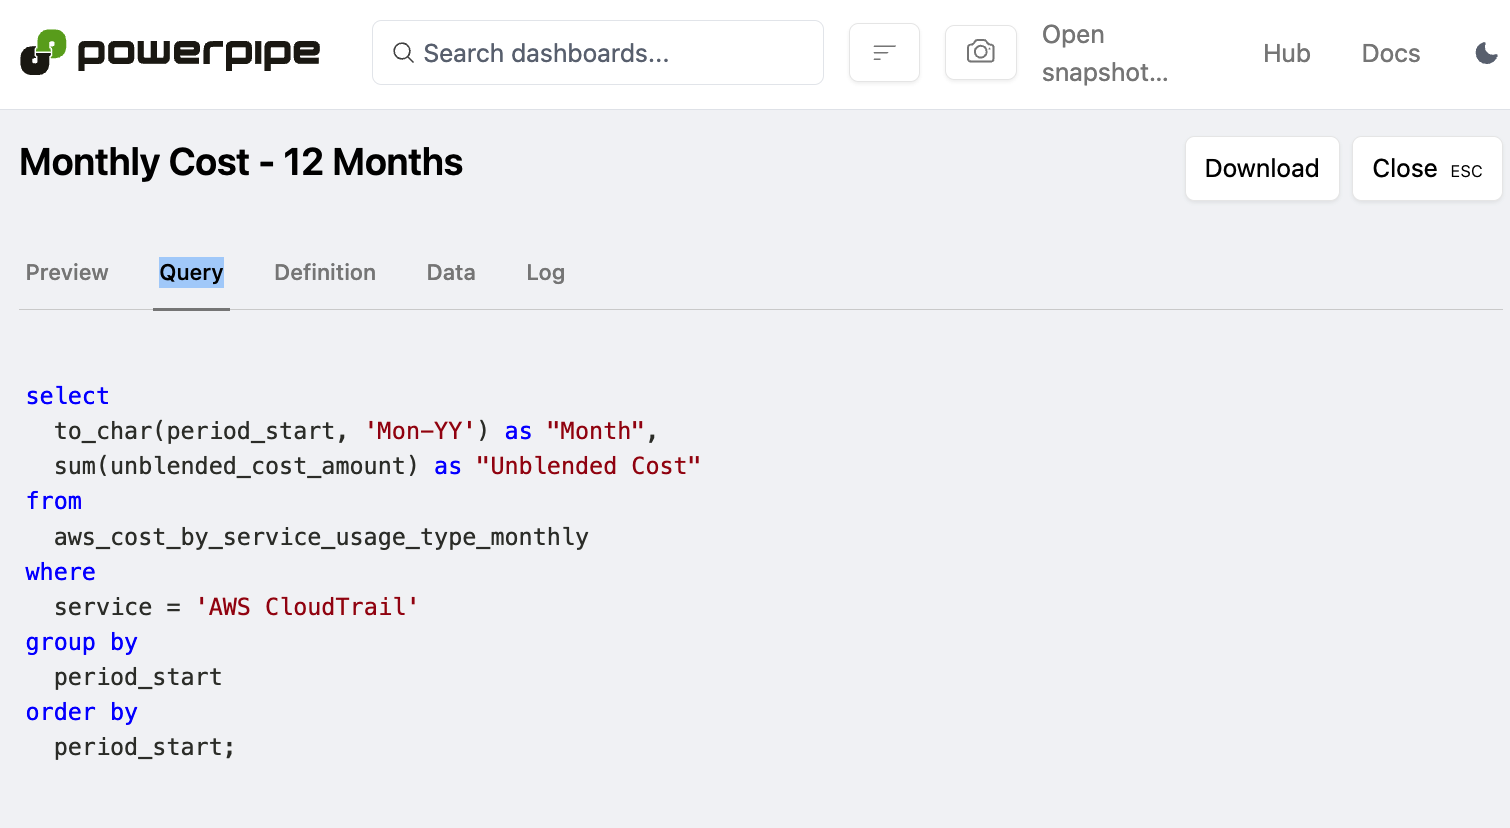 powerpipe
Search dashboards...
Open
snapshot...
Hub
Docs
Monthly Cost - 12 Months
Download
Close ESC
Preview Query Definition Data Log
select
  to_char(period_start, 'Mon-YY') as "Month",
  sum(unblended_cost_amount) as "Unblended Cost"
from
  aws_cost_by_service_usage_type_monthly
where
  service = 'AWS CloudTrail'
group by
  period_start
order by
  period_start;